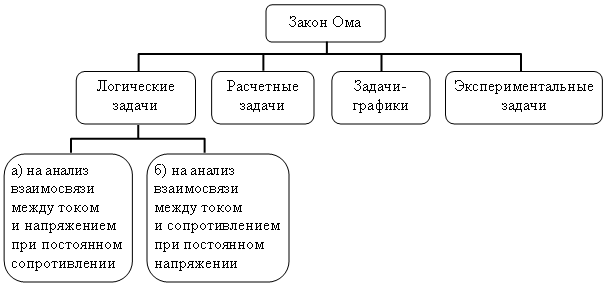 Закон Ома
Логические
задачи
Расчетные
задачи
Задачи-
графики
Экспериментальные
задачи
а) на анализ
взаимосвязи
между током
и напряжением
при постоянном
сопротивлении
б) на анализ
взаимосвязи
между током
и сопротивлением
при постоянном
напряжении